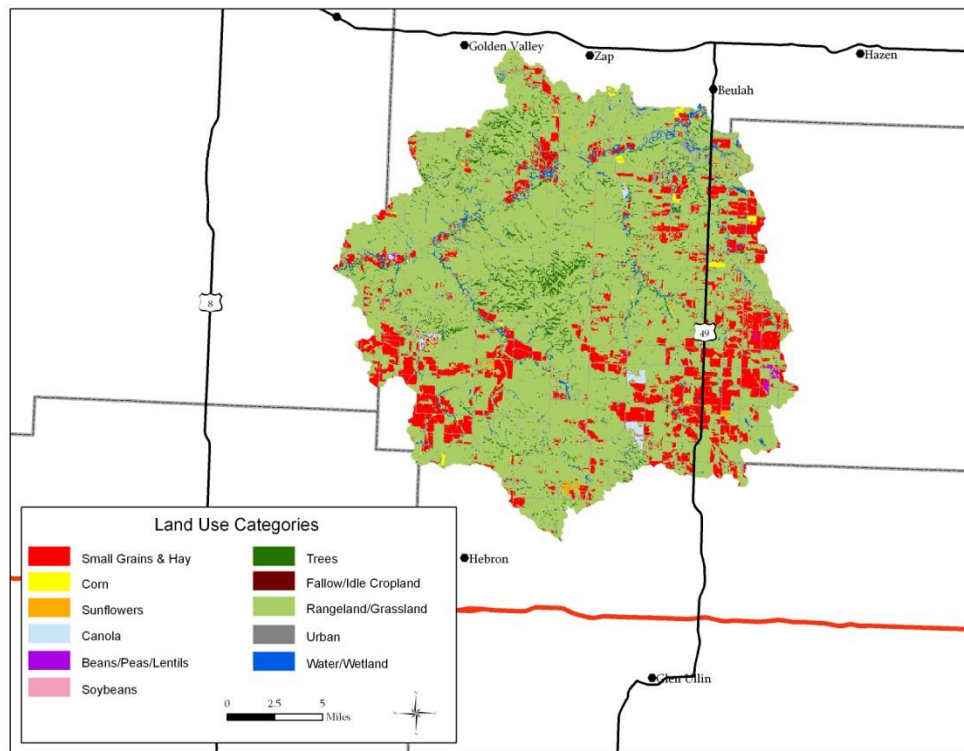 Golden Valley
Zap
Hazen
Beulah
8
49
Land Use Categories
Small Grains & Hay
Corn
Sunflowers
Canola
Beans/Peas/Lentils
Soybeans
Trees
Fallow/Idle Cropland
Rangeland/Grassland
Urban
Water/Wetland
0 2.5 5
Miles
N
W E
S
Hebron
Glen Ullin